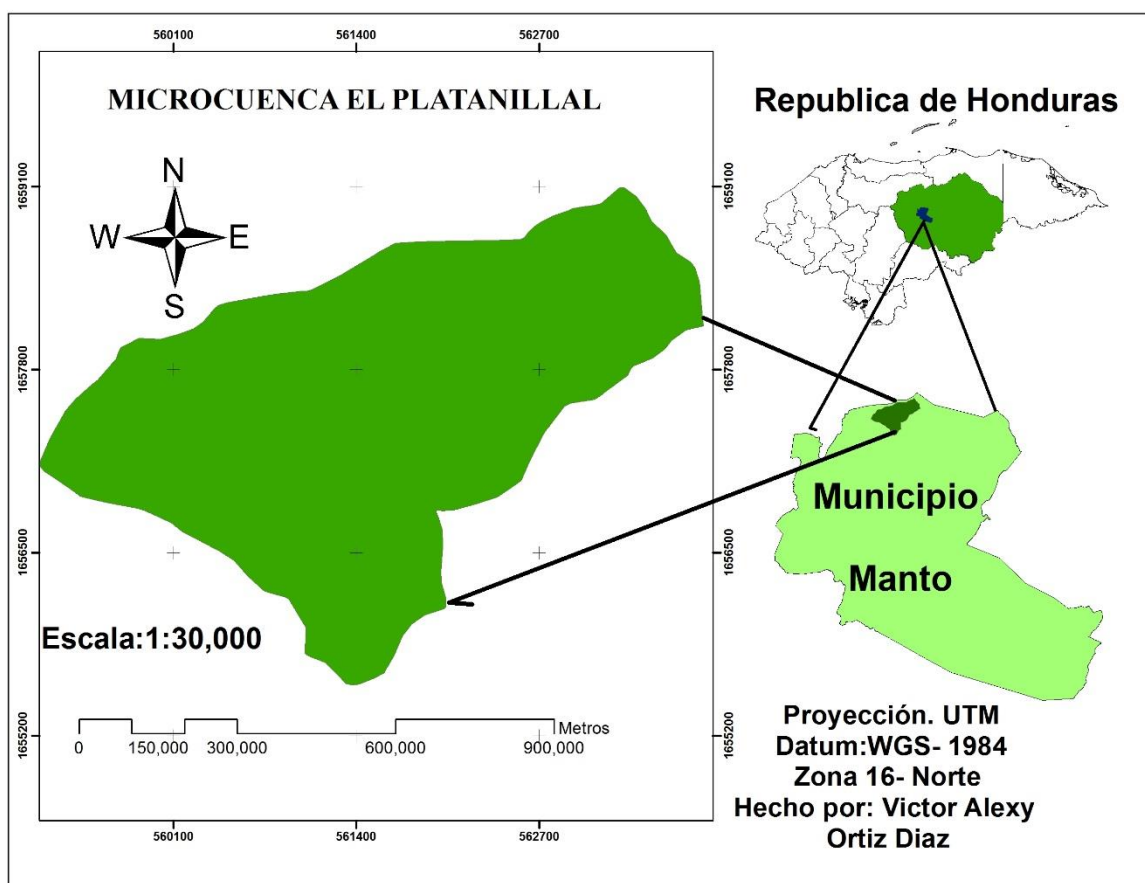 560100
561400
562700
MICROCUENCA EL PLATANILLAL
N
W
E
S
1659100
1657800
1656500
1655200
1659100
1657800
1656500
1655200
Escala:1:30,000
Metros
0
150,000
300,000
600,000
900,000
560100
561400
562700
Republica de Honduras
Municipio
Manto
Proyección. UTM
Datum:WGS- 1984
Zona 16- Norte
Hecho por: Victor Alexy
Ortiz Diaz